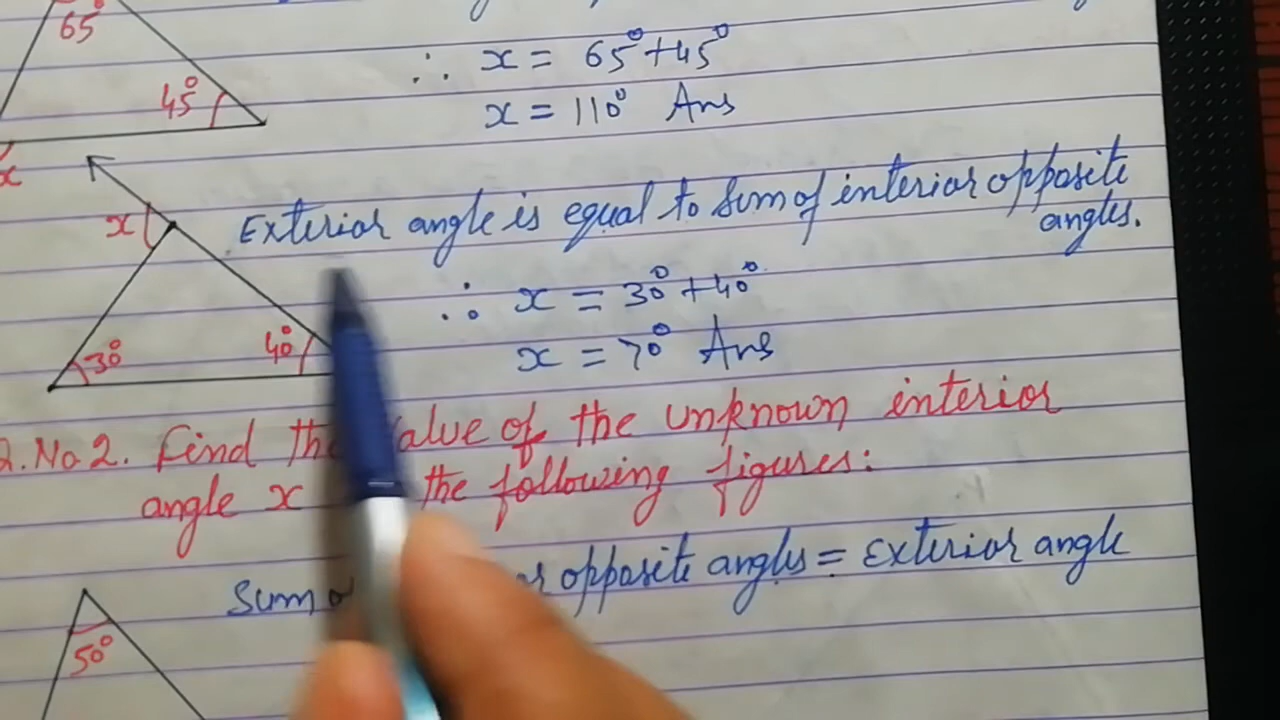 65°
∴ x = 65°+45°
45°
x = 110° Ans
x
x
Exterior angle is equal to Sum of interior opposite
angles.
∴ x = 30°+40°
30°
40°
x = 70° Ans
Q.No 2. Find the Value of the unknown interior
angle x the following figures:
Sum opposite angles = Exterior angle
50°